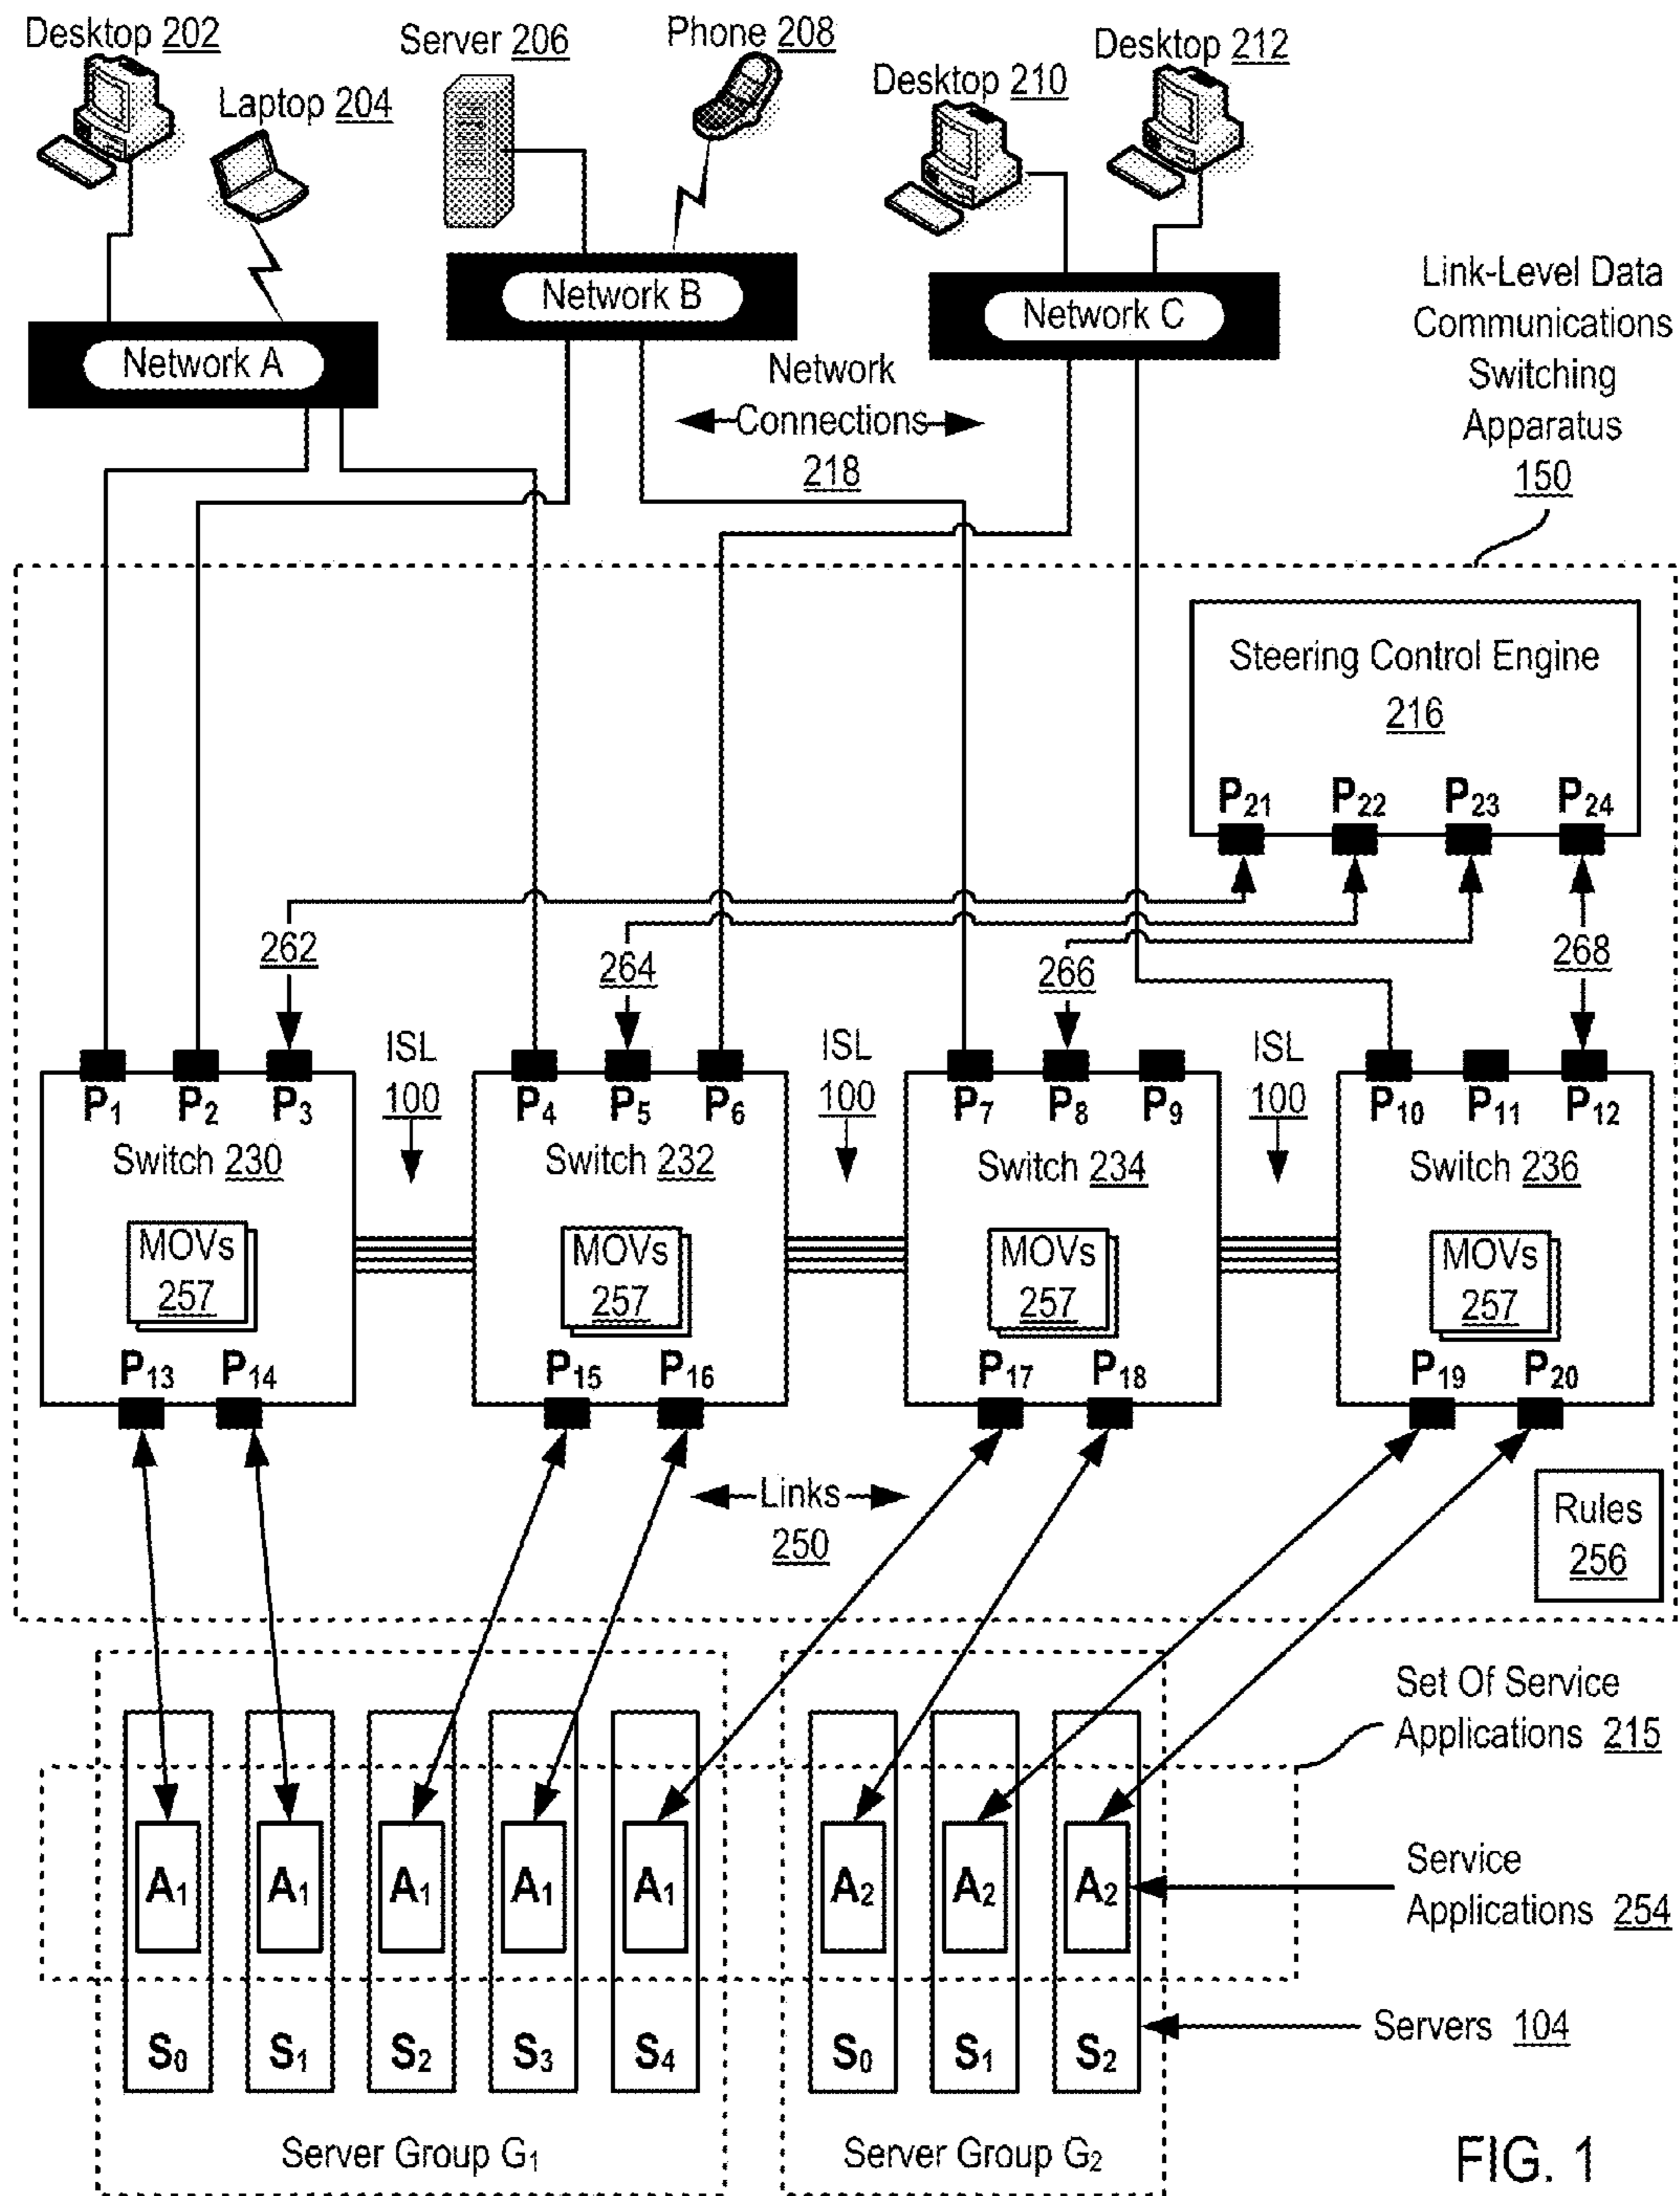 Desktop 202
Laptop 204
Server 206
Phone 208
Desktop 210
Desktop 212
Network A
Network B
Network C
Network
Connections
218
Link-Level Data
Communications
Switching
Apparatus
150
Steering Control Engine
216
P21 P22 P23 P24
262
264
266
268
ISL
100
ISL
100
ISL
100
P1 P2 P3
Switch 230
MOVs
257
P13 P14
P4 P5 P6
Switch 232
MOVs
257
P15 P16
P7 P8 P9
Switch 234
MOVs
257
P17 P18
P10 P11 P12
Switch 236
MOVs
257
P19 P20
Links
250
Rules
256
Set Of Service
Applications 215
A1 A1 A1 A1 A1 A2 A2 A2
Service
Applications 254
S0 S1 S2 S3 S4 S0 S1 S2
Servers 104
Server Group G1
Server Group G2
FIG. 1